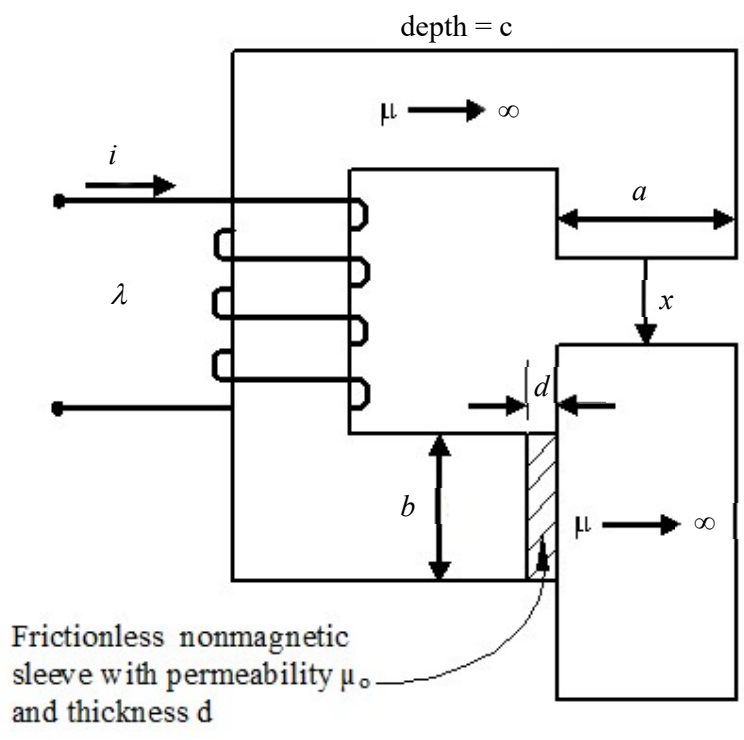 depth = c
μ ∞
i
a
λ
x
d
b
μ ∞
Frictionless nonmagnetic
sleeve with permeability μₒ
and thickness d